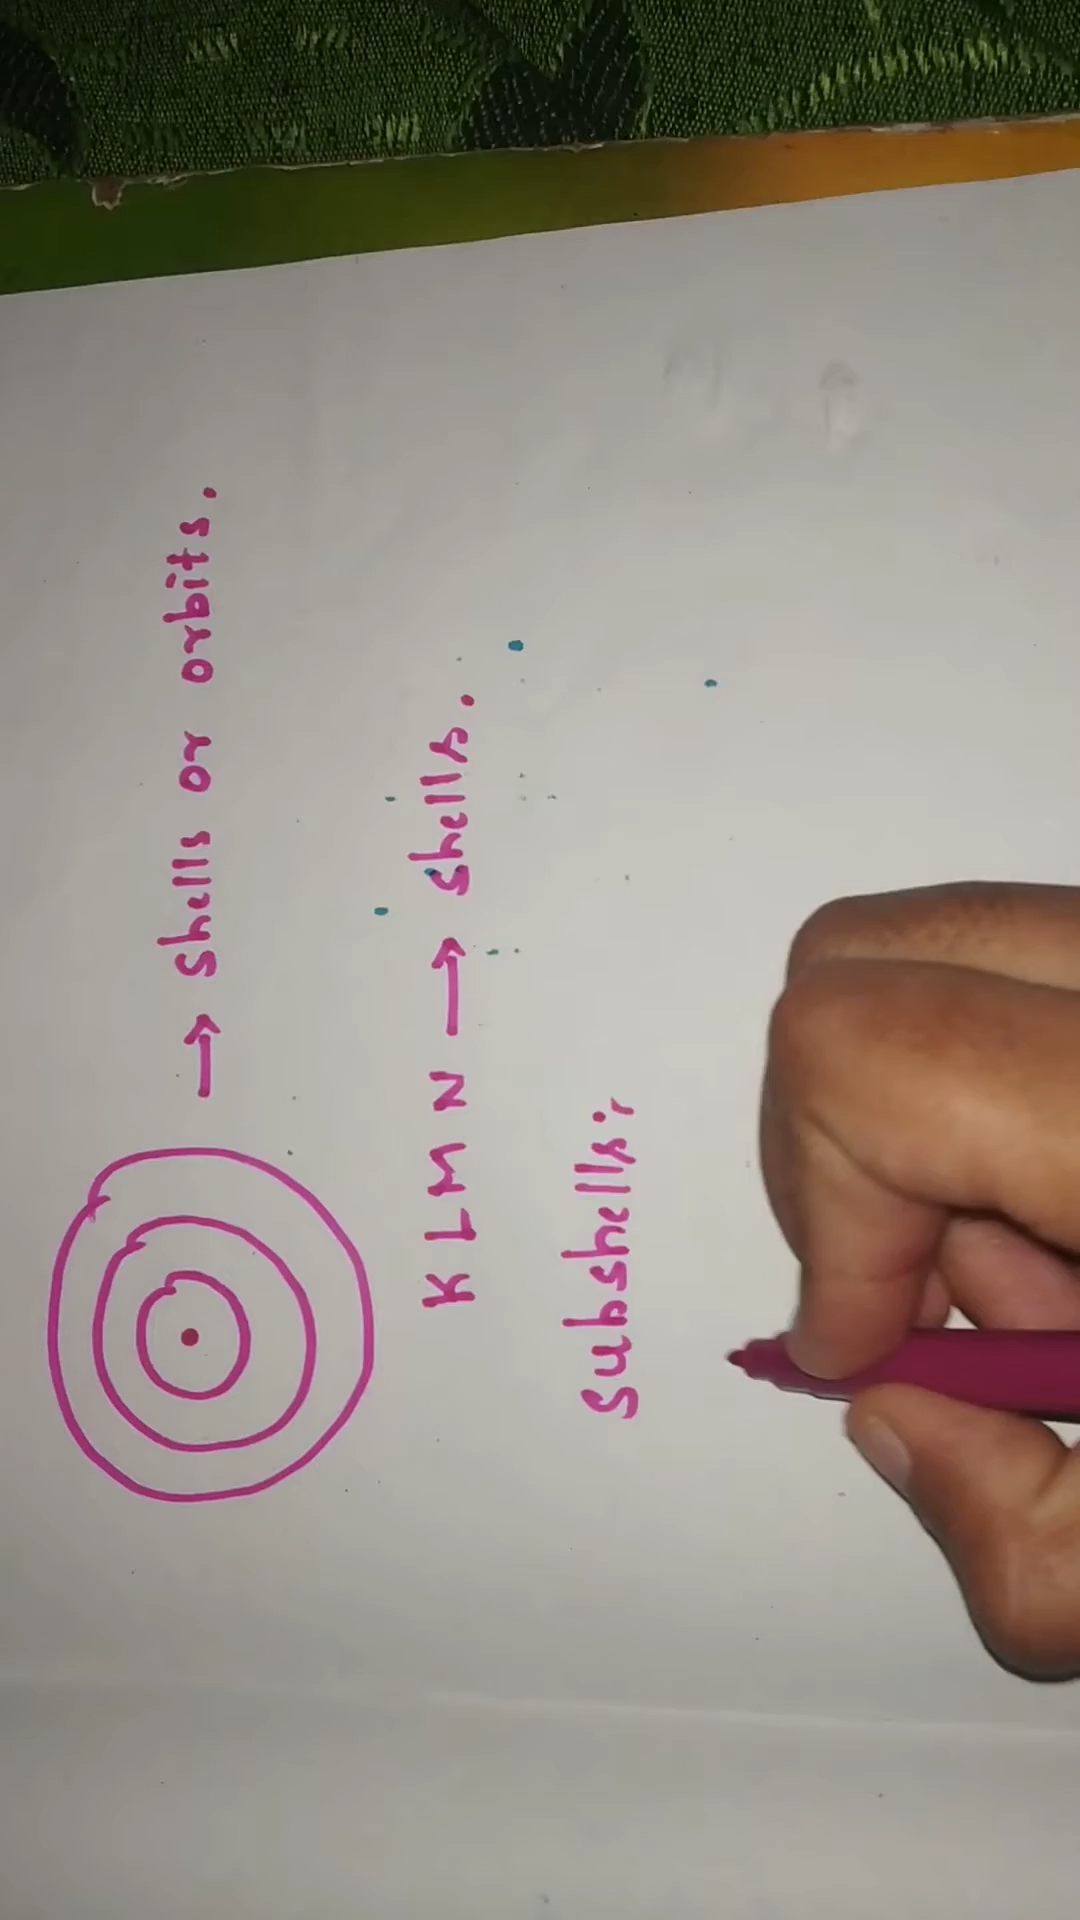 → shells or orbits.
K L M N → shells.
subshells: